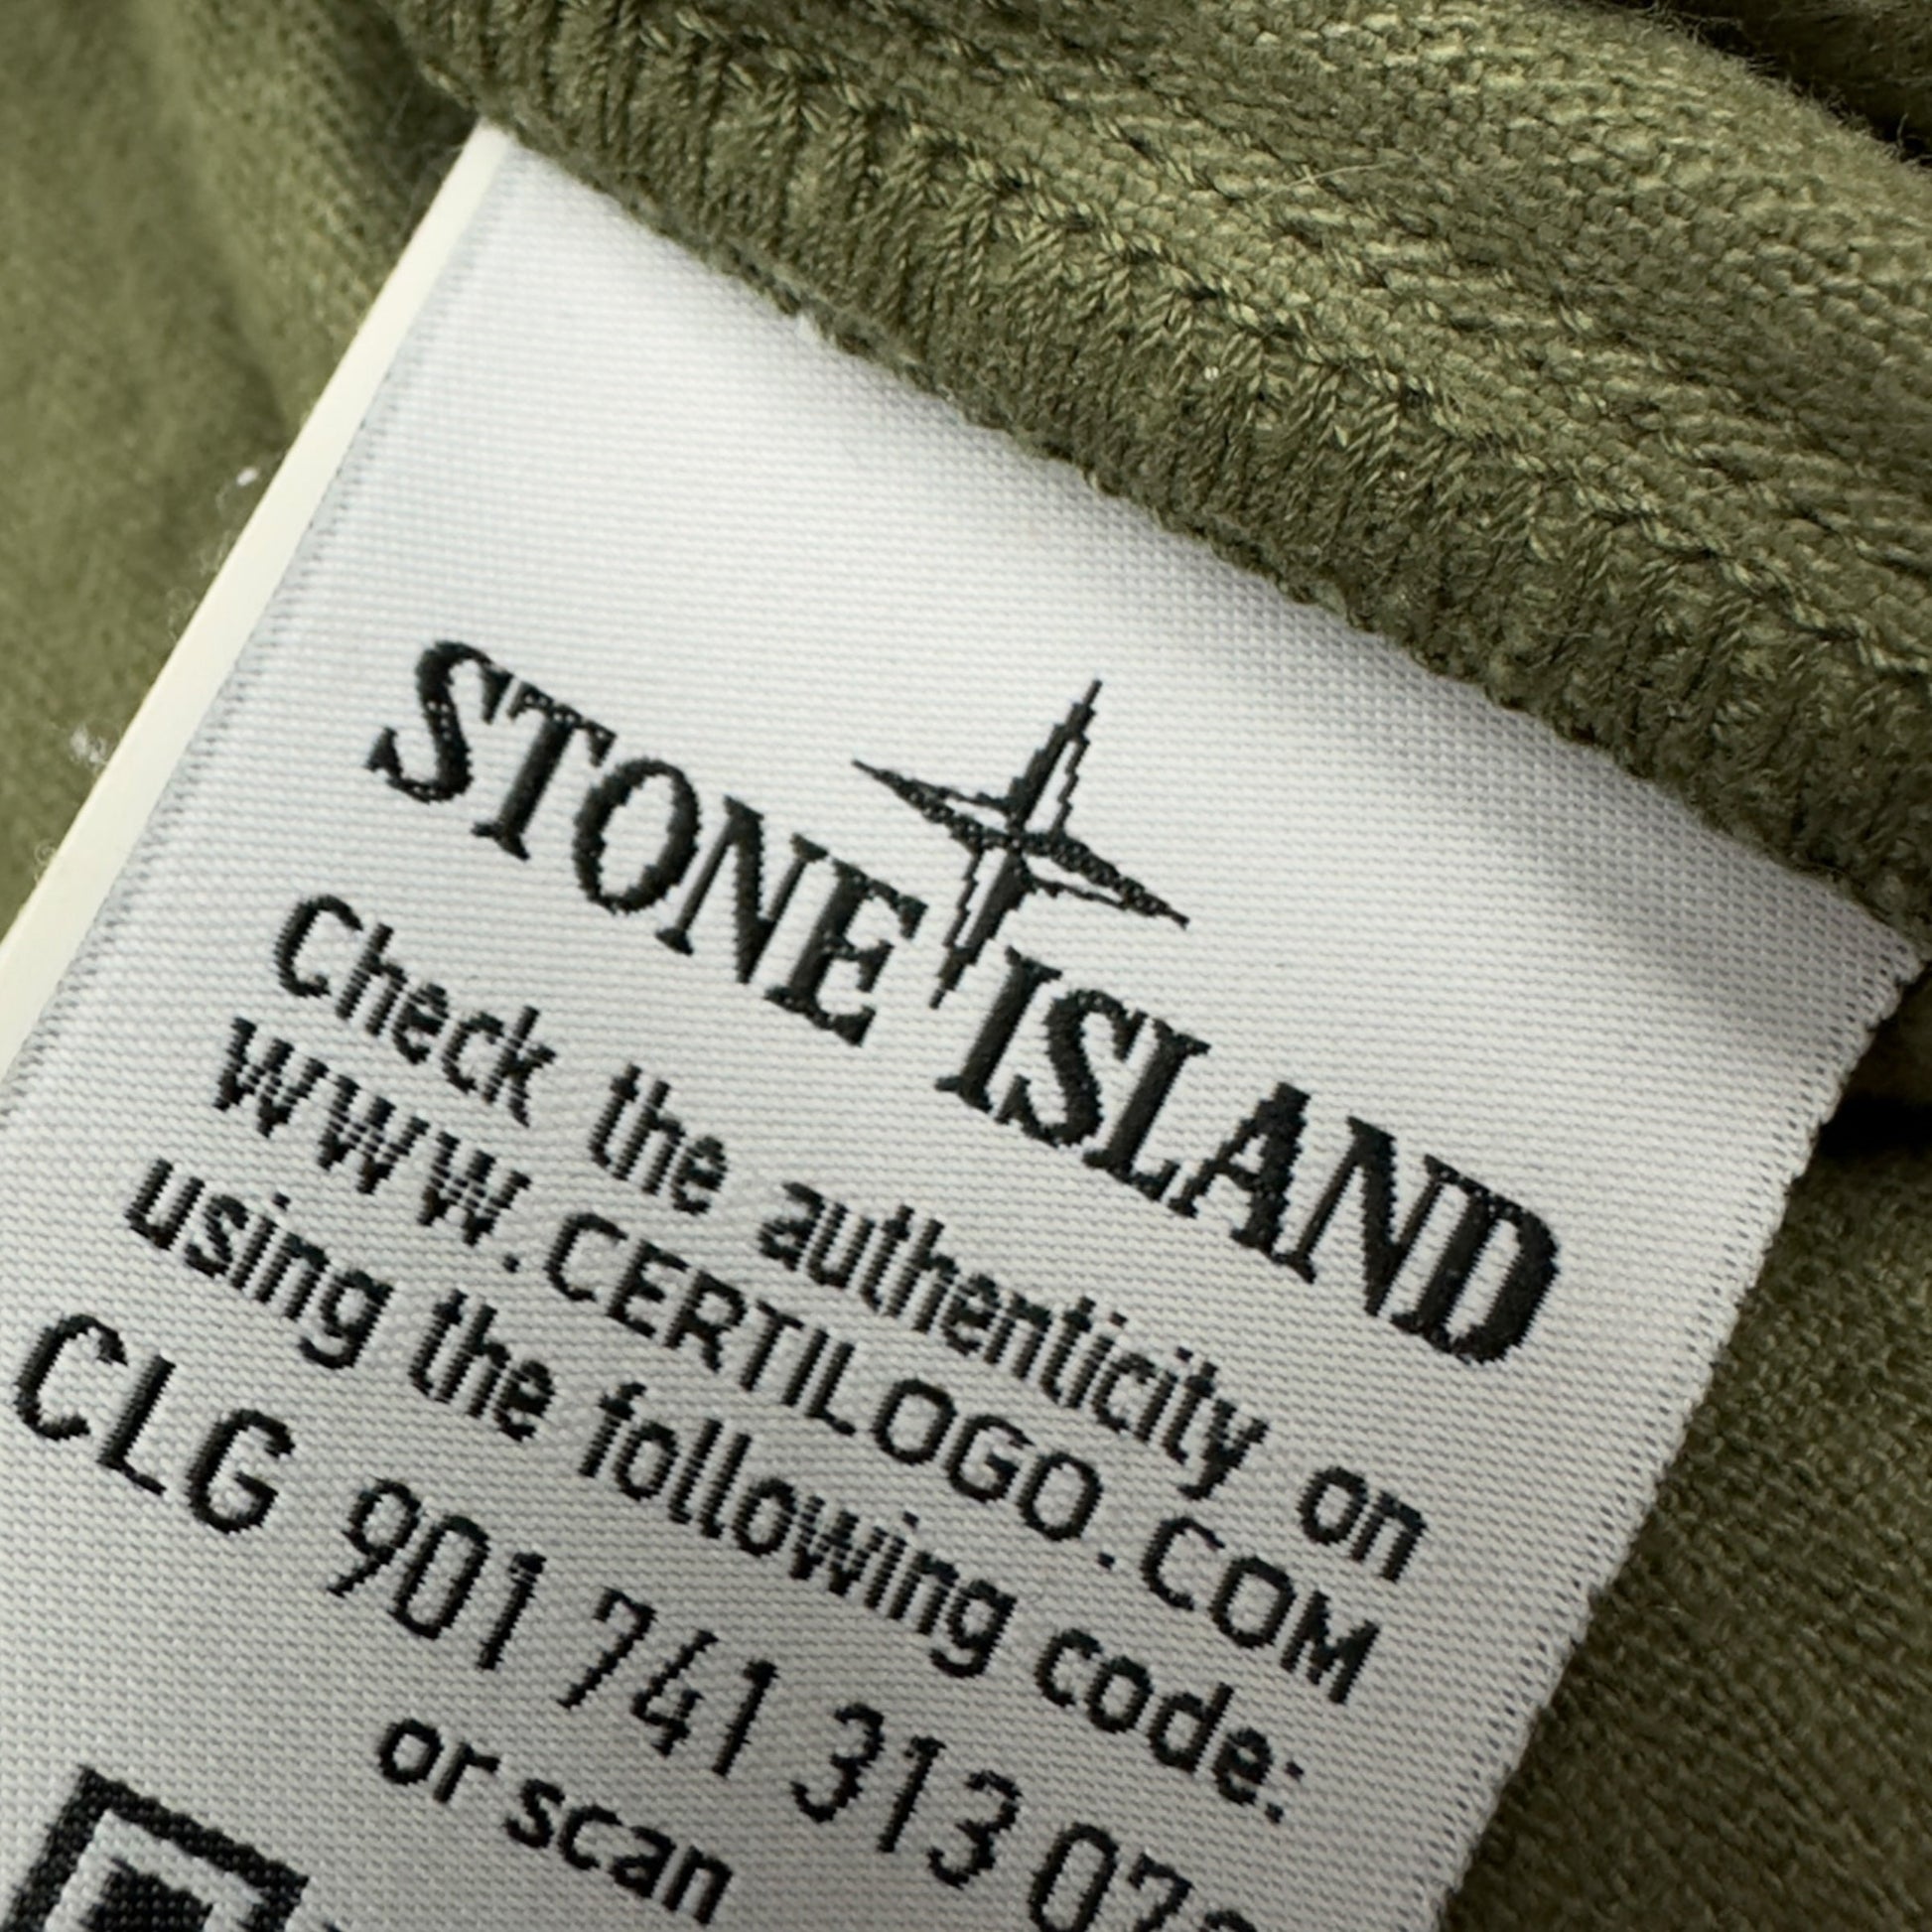 STONE ISLAND
Check the authenticity on
WWW.CERTILOGO.COM
using the following code:
CLG 901 741 313
or scan